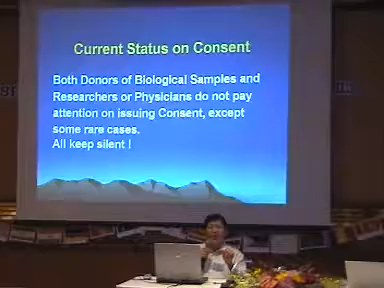 Current Status on Consent
Both Donors of Biological Samples and
Researchers or Physicians do not pay
attention on issuing Consent, except
some rare cases.
All keep silent !